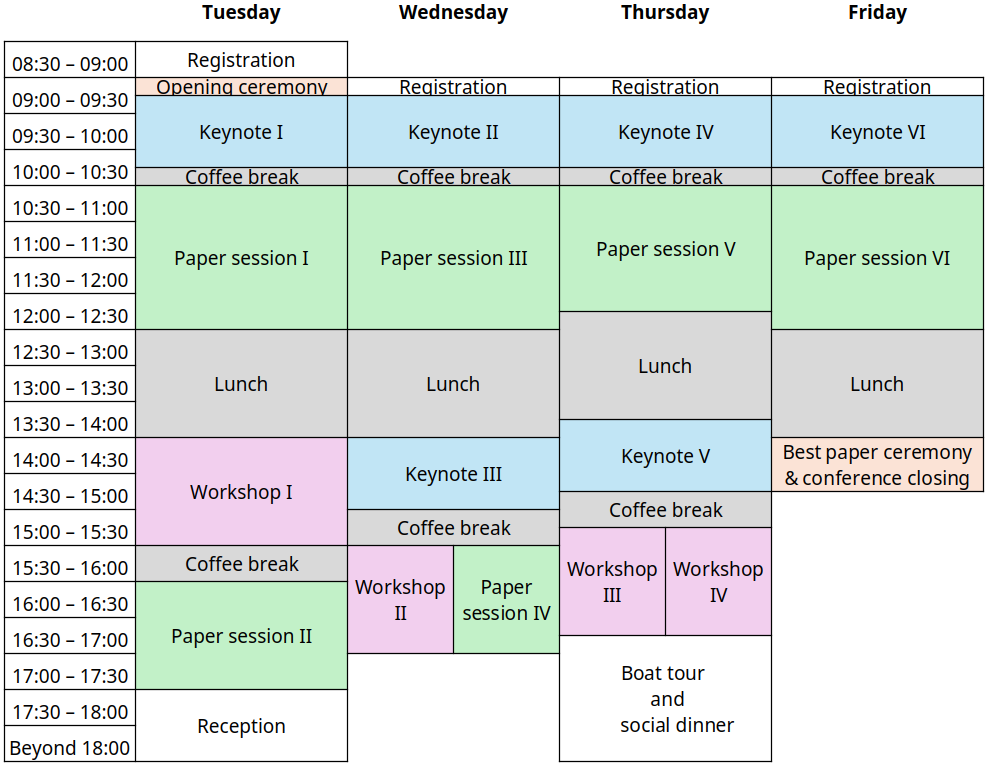 Tuesday Wednesday Thursday Friday
08:30 – 09:00 Registration
Opening ceremony Registration Registration Registration
09:00 – 09:30
Keynote I Keynote II Keynote IV Keynote VI
09:30 – 10:00
10:00 – 10:30
Coffee break Coffee break Coffee break Coffee break
10:30 – 11:00
11:00 – 11:30
Paper session I Paper session III Paper session V Paper session VI
11:30 – 12:00
12:00 – 12:30
12:30 – 13:00
Lunch Lunch Lunch Lunch
13:00 – 13:30
13:30 – 14:00
14:00 – 14:30
Keynote V
Best paper ceremony
& conference closing
Keynote III
14:30 – 15:00
Workshop I
Coffee break
15:00 – 15:30
Coffee break
15:30 – 16:00
Coffee break
Workshop
II
Paper
session IV
Workshop
III
Workshop
IV
16:00 – 16:30
16:30 – 17:00
Paper session II
17:00 – 17:30
Boat tour
and
social dinner
17:30 – 18:00
Reception
Beyond 18:00